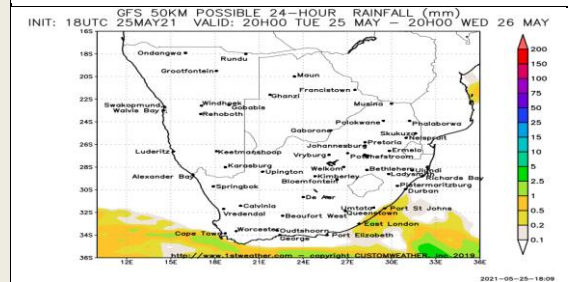 GFS 50KM POSSIBLE 24-HOUR RAINFALL (mm)
INIT: 18UTC 25MAY21 VALID: 20H00 TUE 25 MAY – 20H00 WED 26 MAY
16S
18S
20S
22S
24S
26S
28S
30S
32S
34S
36S
12E 15E 18E 21E 24E 27E 30E 33E 36E
Ondangwa
Rundu
Grootfontein
Maun
Francistown
Ghanzi
Swakopmund
Walvis Bay
Windhoek
Gobabis
Rehoboth
Musina
Polokwane
Phalaborwa
Gaborone
Skukuza
Nelspruit
Pretoria
Johannesburg
Ermelo
Luderitz
Keetmanshoop
Vryburg
Potchefstroom
Karasburg
Upington
Welkom
Bethlehem
Ulundi
Ladysmith
Richards Bay
Alexander Bay
Kimberley
Bloemfontein
Pietermaritzburg
Durban
Springbok
De Aar
Calvinia
Vredendal
Beaufort West
Umtata
Queenstown
Port St Johns
East London
Cape Town
Worcester
Oudtshoorn
George
Port Elizabeth
http://www.1stweather.com – copyright CUSTOMWEATHER, inc 2019
200
150
100
75
50
25
15
10
5
2.5
1
0.5
0.2
0.1
2021-05-25-18:09